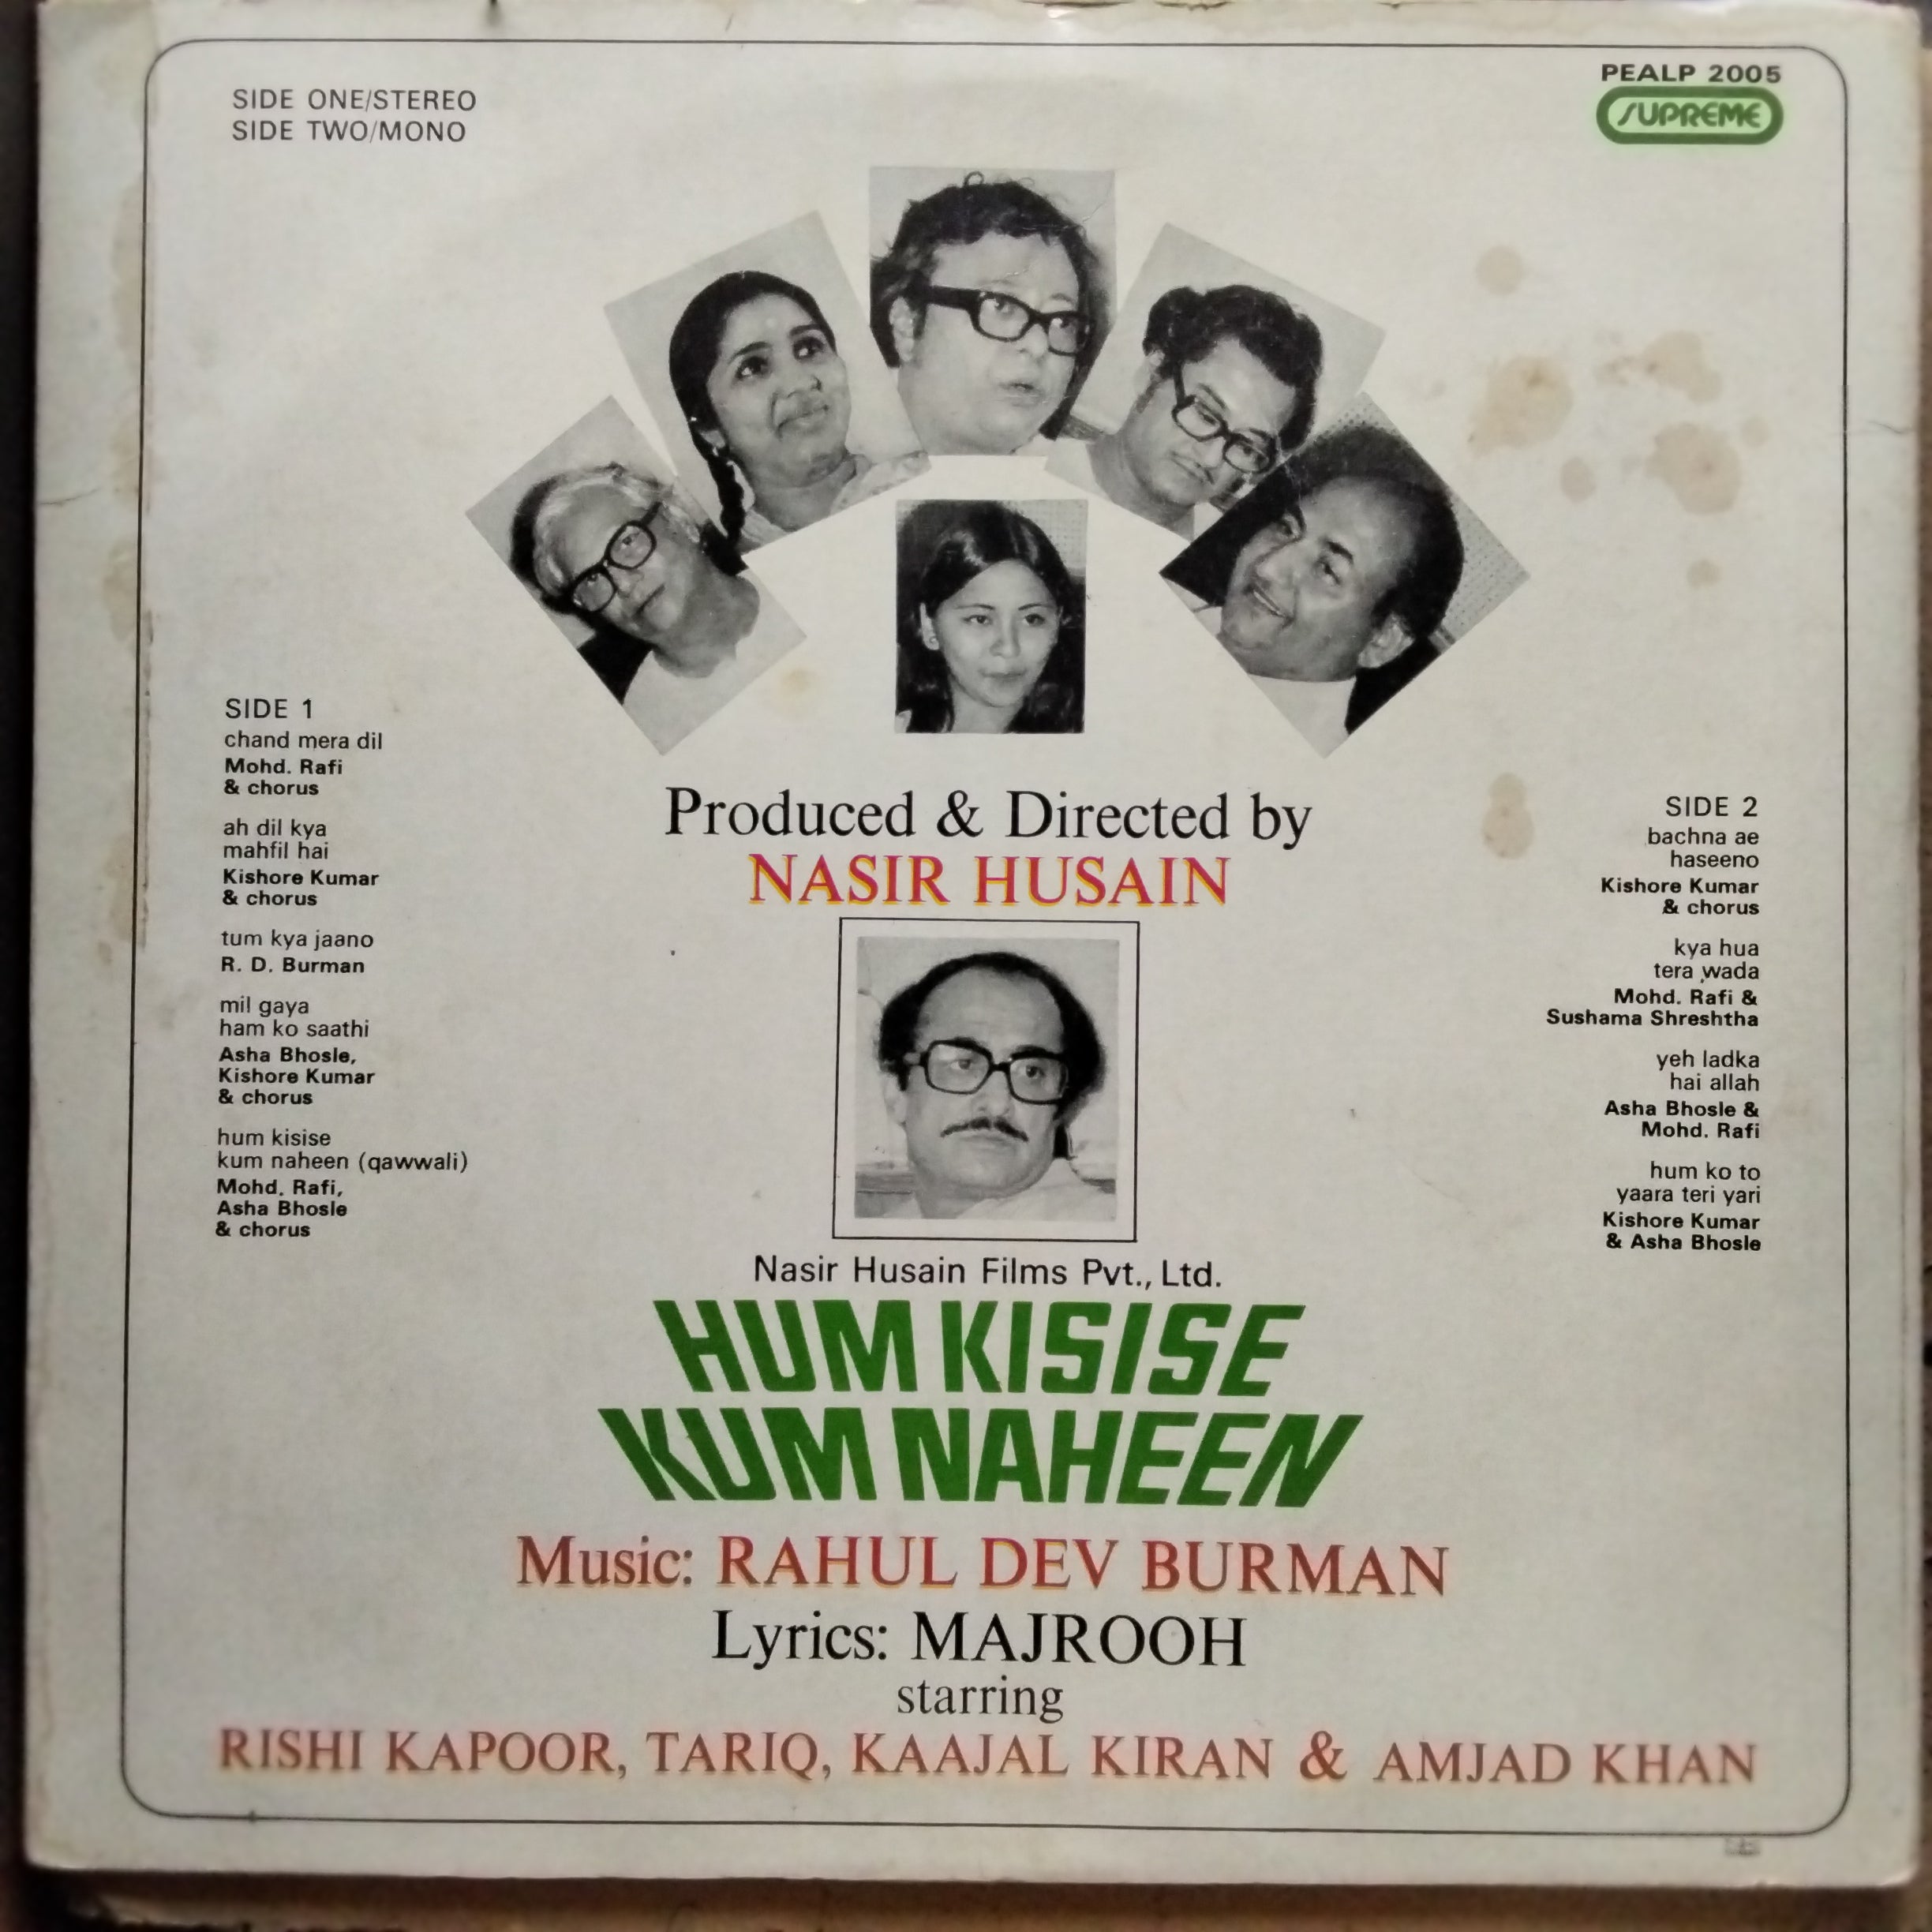 SIDE ONE/STEREO
SIDE TWO/MONO
PEALP 2005
SUPREME
SIDE 1
chand mera dil
Mohd. Rafi
& chorus
ah dil kya
mahfil hai
Kishore Kumar
& chorus
tum kya jaano
R. D. Burman
mil gaya
ham ko saathi
Asha Bhosle,
Kishore Kumar
& chorus
hum kisise
kum naheen (qawwali)
Mohd. Rafi,
Asha Bhosle
& chorus
Produced & Directed by
NASIR HUSAIN
SIDE 2
bachna ae
haseeno
Kishore Kumar
& chorus
kya hua
tera wada
Mohd. Rafi &
Sushama Shreshtha
yeh ladka
hai allah
Asha Bhosle &
Mohd. Rafi
hum ko to
yaara teri yari
Kishore Kumar
& Asha Bhosle
Nasir Husain Films Pvt., Ltd.
HUM KISISE
KUM NAHEEN
Music: RAHUL DEV BURMAN
Lyrics: MAJROOH
starring
RISHI KAPOOR, TARIQ, KAAJAL KIRAN & AMJAD KHAN